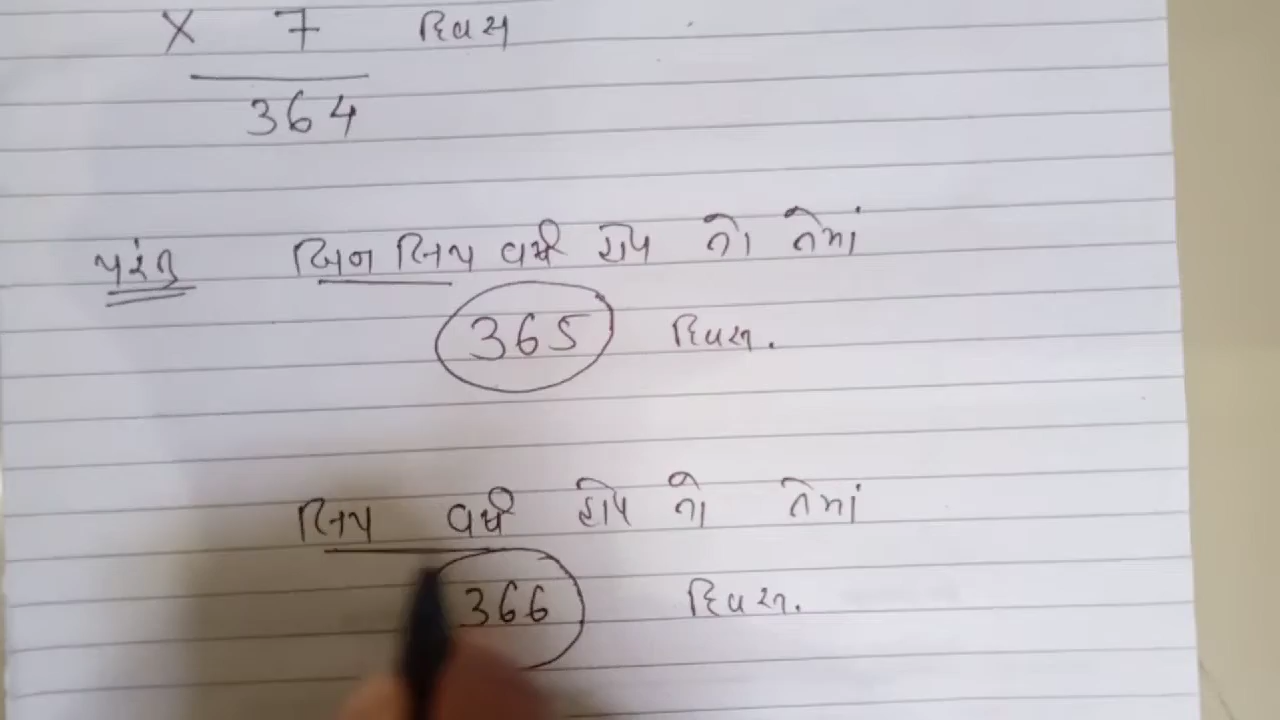 × 7 દિવસ
364
પરંતુ બિન લિપ વર્ષ હોય તો તેમાં
365 દિવસ.
લિપ વર્ષ હોય તો તેમાં
366 દિવસ.